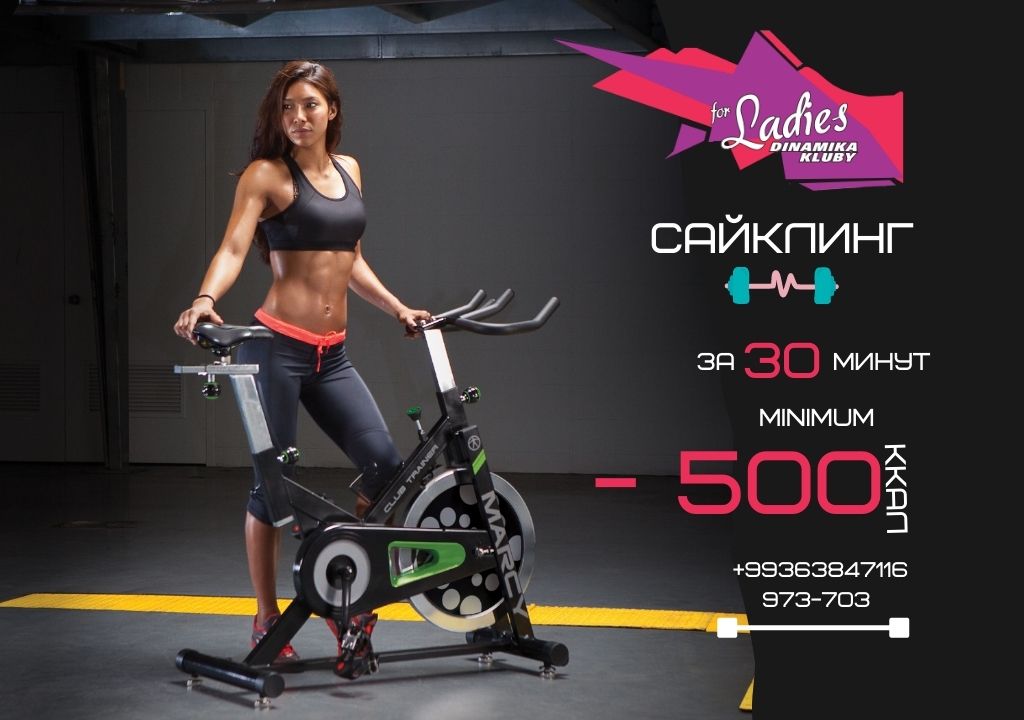 for Ladies
DINAMIKA
KLUBY
САЙКЛИНГ
ЗА 30 МИНУТ
MINIMUM
- 500 ККАЛ
+99363847116
973-703
CLUB TRAINER
MARCY